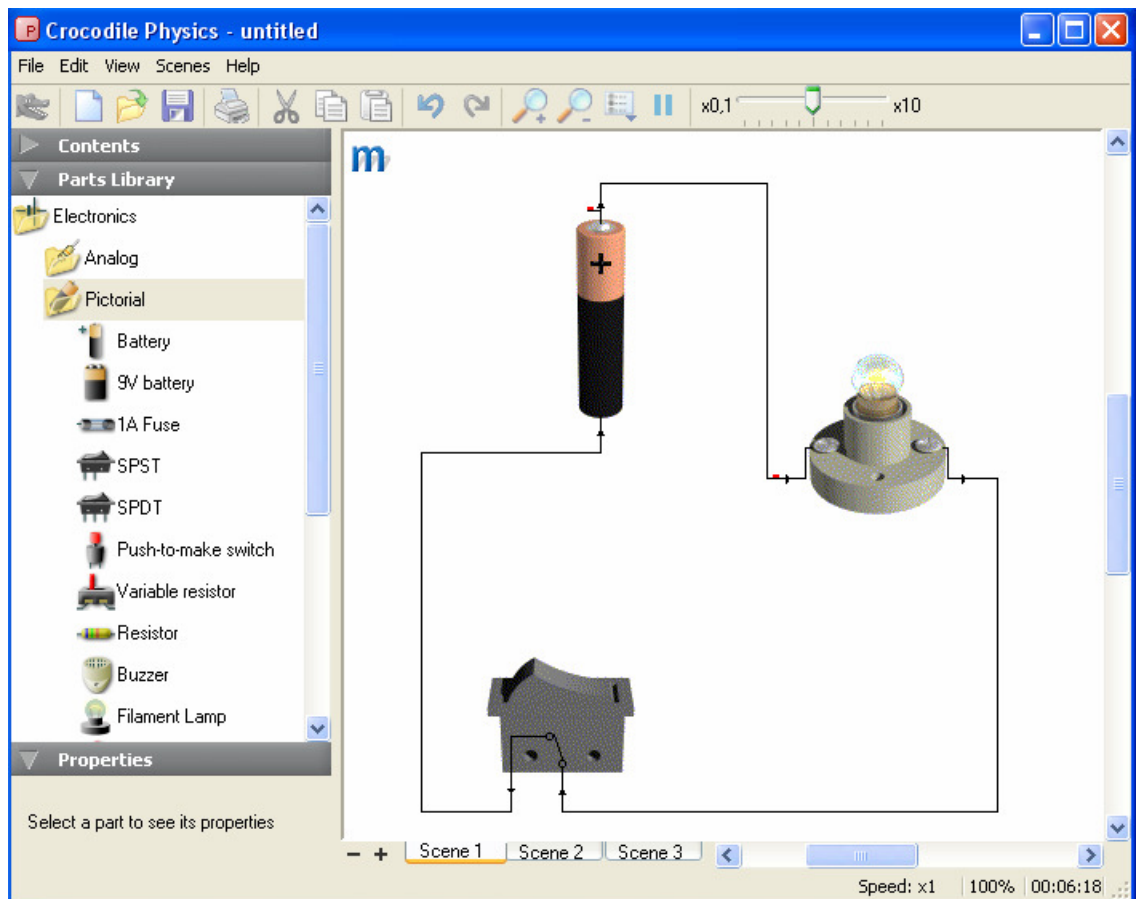 Crocodile Physics - untitled
File Edit View Scenes Help
x0,1 x10
Contents
Parts Library
m
Electronics
Analog
Pictorial
+
Battery
9V battery
1A Fuse
SPST
SPDT
Push-to-make switch
Variable resistor
Resistor
Buzzer
Filament Lamp
Properties
Select a part to see its properties
- + Scene 1 Scene 2 Scene 3
Speed: x1 100% 00:06:18